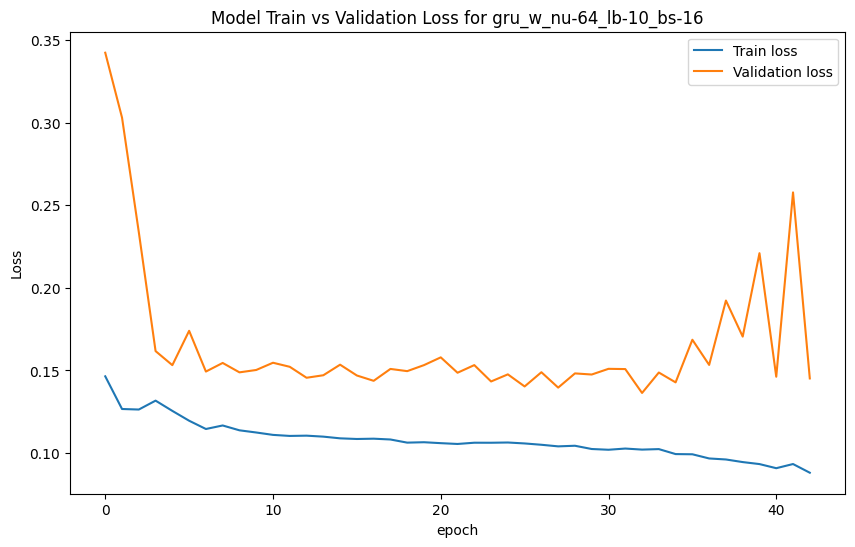 Model Train vs Validation Loss for gru_w_nu-64_lb-10_bs-16
Train loss
Validation loss
0.35
0.30
0.25
0.20
0.15
0.10
Loss
0 10 20 30 40
epoch